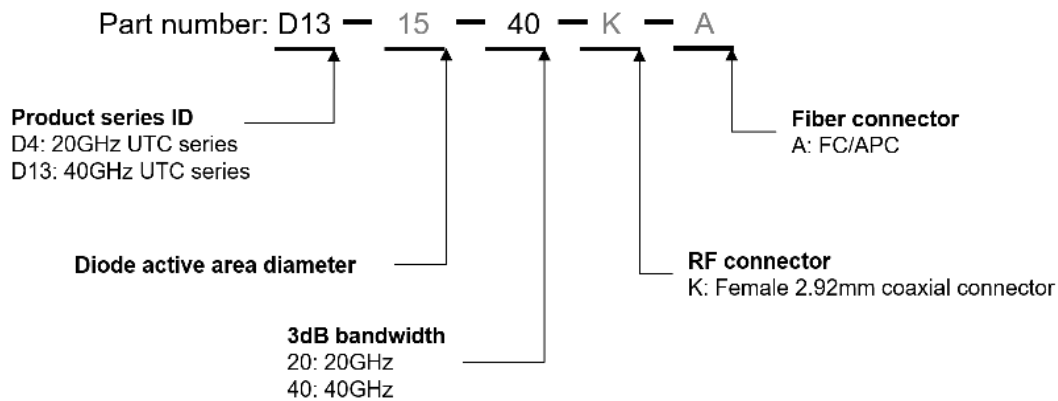 Part number: D13 — 15 — 40 — K — A
Product series ID
D4: 20GHz UTC series
D13: 40GHz UTC series
Fiber connector
A: FC/APC
Diode active area diameter
RF connector
K: Female 2.92mm coaxial connector
3dB bandwidth
20: 20GHz
40: 40GHz